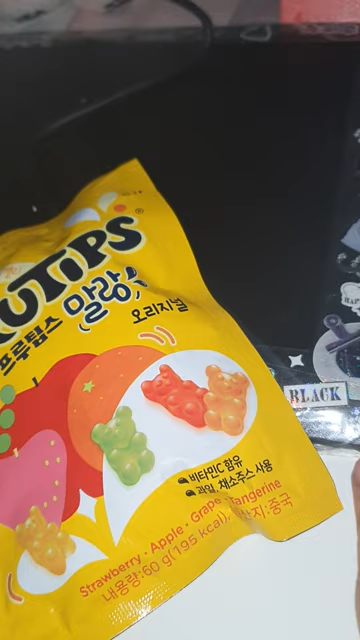 UTIPS®
프루팁스 말랑
오리지널
비타민C 함유
과일, 채소주스 사용
Strawberry · Apple · Grape · Tangerine
내용량:60 g(195 kcal), 산지:중국
BLACK